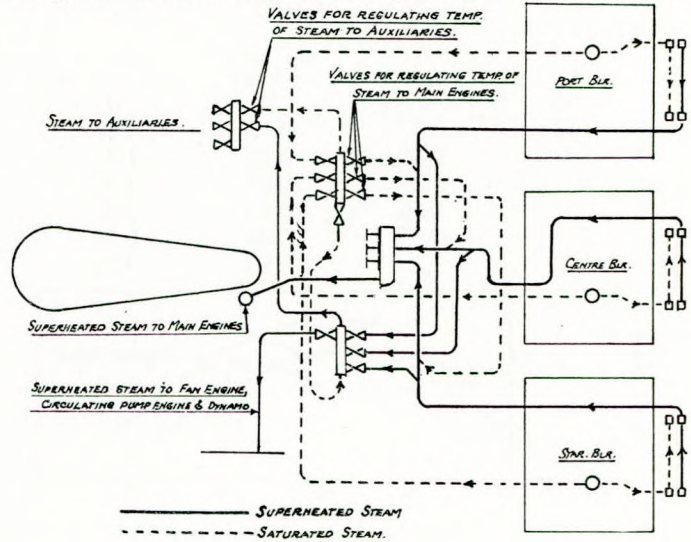 VALVES FOR REGULATING TEMP.
OF STEAM TO AUXILIARIES.
VALVES FOR REGULATING TEMP. OF
STEAM TO MAIN ENGINES.
PORT BLR.
STEAM TO AUXILIARIES.
CENTRE BLR.
SUPERHEATED STEAM TO MAIN ENGINES
SUPERHEATED STEAM TO FAN ENGINE,
CIRCULATING PUMP ENGINE & DYNAMO
STAR. BLR.
SUPERHEATED STEAM
SATURATED STEAM.